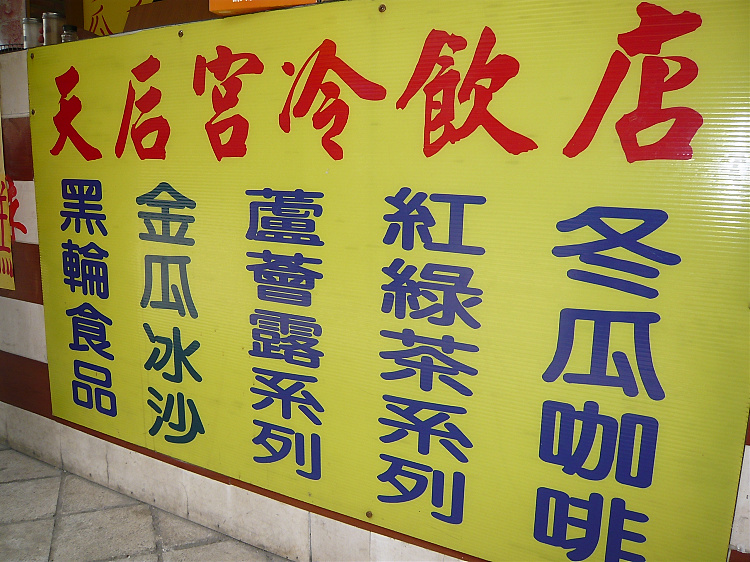 天后宮冷飲店
冬瓜咖啡
紅綠茶系列
蘆薈露系列
金瓜冰沙
黑輪食品